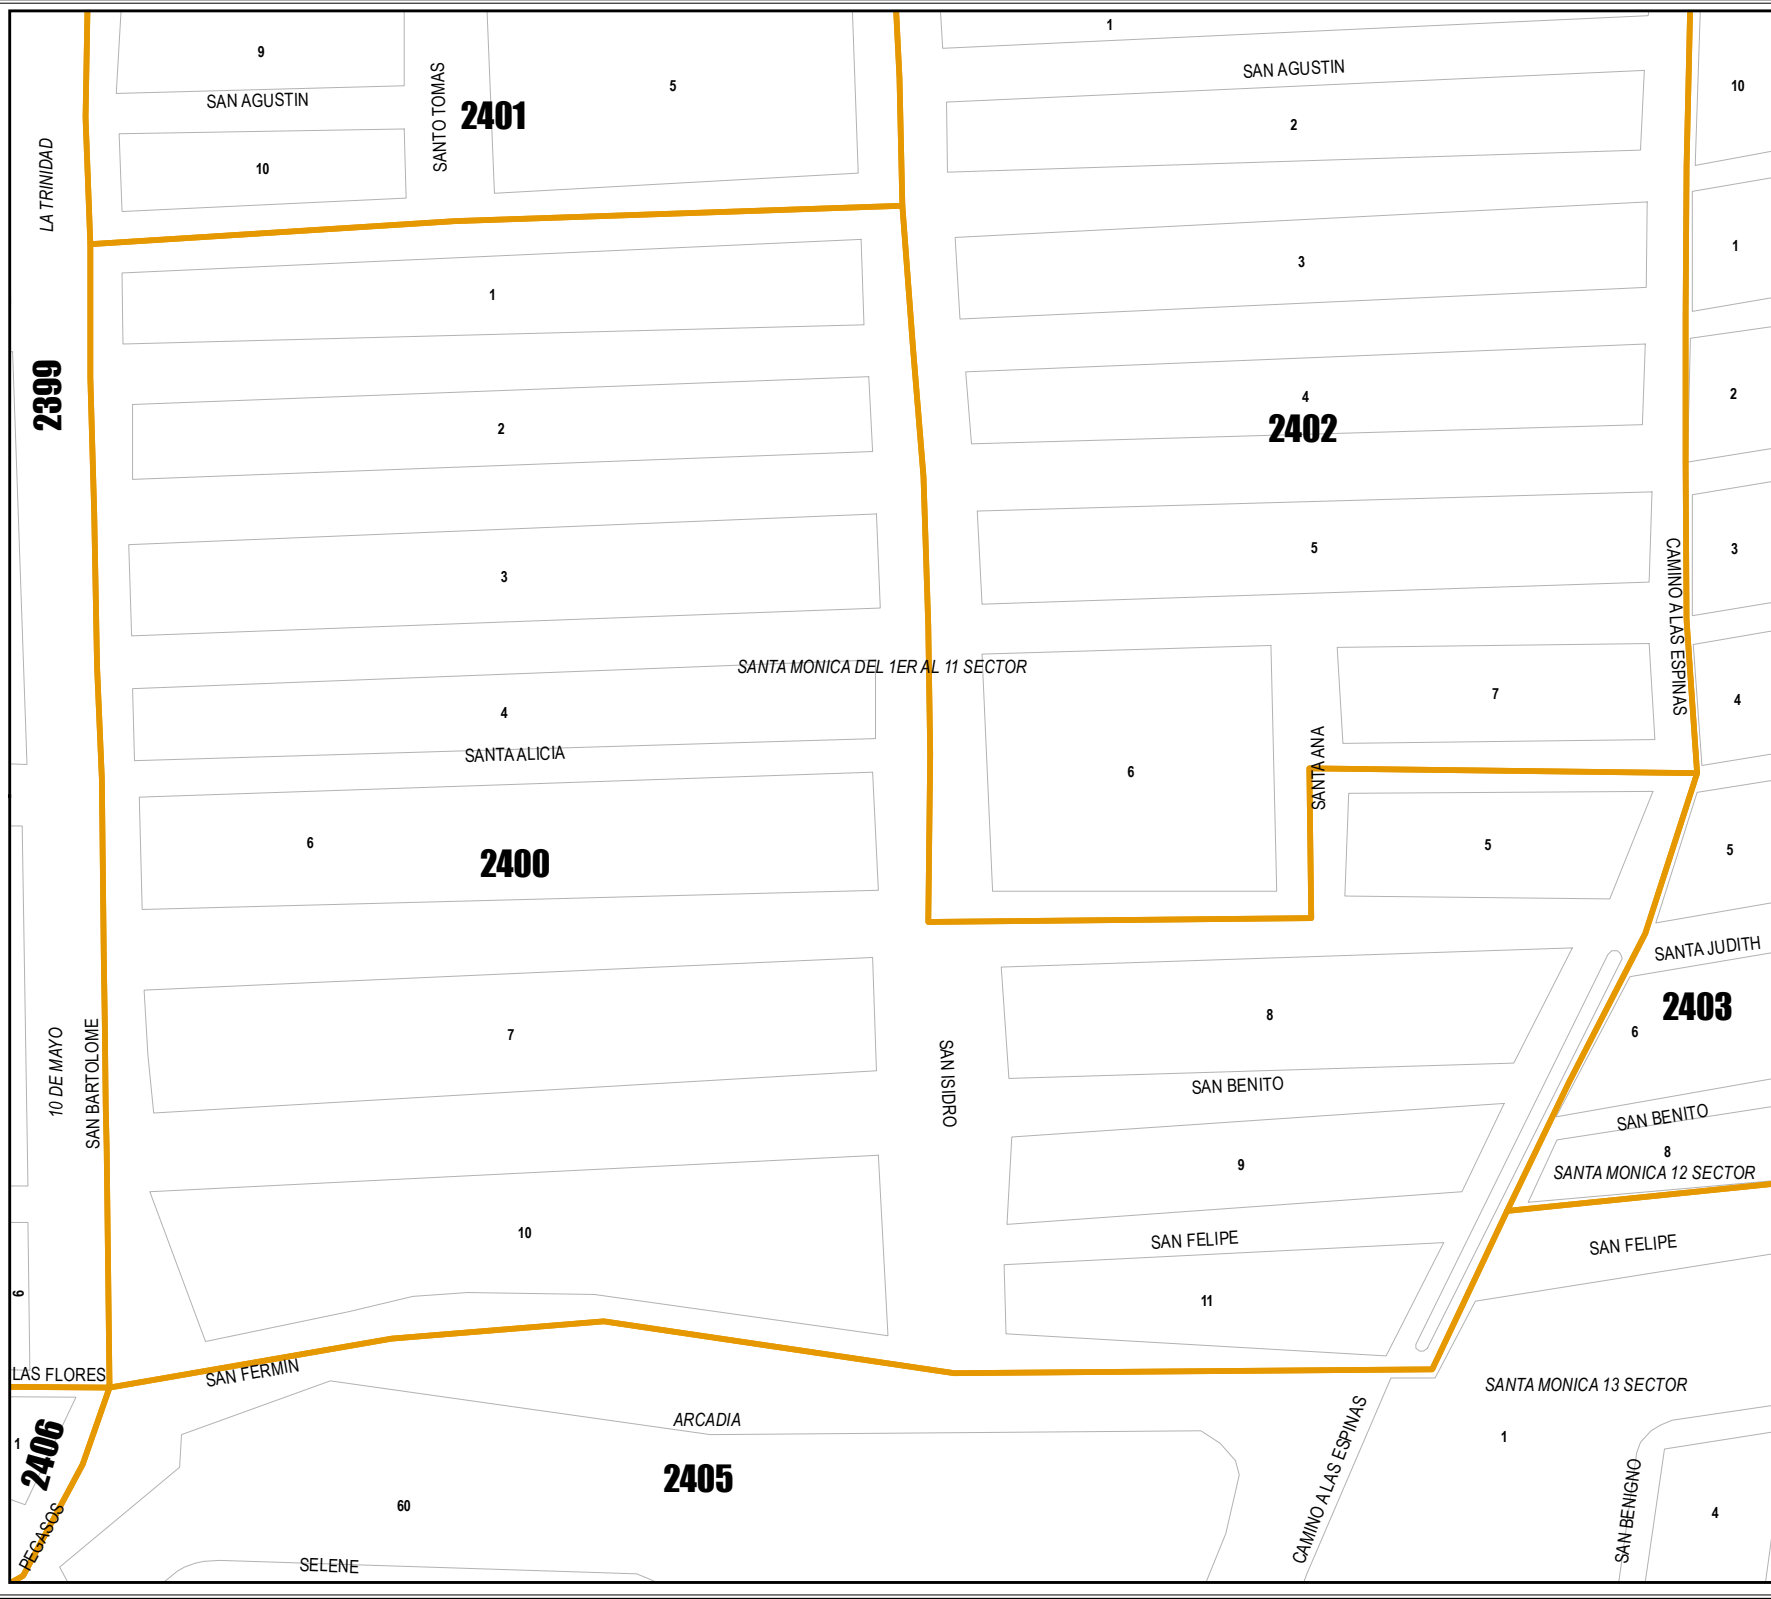 1
9
SAN AGUSTIN
SANTO TOMAS
2401
5
SAN AGUSTIN
10
2
10
LA TRINIDAD
1
3
1
2399
2
4
2402
2
3
5
3
CAMINO A LAS ESPINAS
SANTA MONICA DEL 1ER AL 11 SECTOR
4
7
4
SANTA ALICIA
6
SANTA ANA
6
2400
5
5
SANTA JUDITH
2403
6
7
8
10 DE MAYO
SAN BARTOLOME
SAN ISIDRO
SAN BENITO
SAN BENITO
8
9
SANTA MONICA 12 SECTOR
10
SAN FELIPE
SAN FELIPE
6
11
LAS FLORES
SAN FERMIN
SANTA MONICA 13 SECTOR
ARCADIA
1
2406
2405
1
60
CAMINO A LAS ESPINAS
SAN BENIGNO
4
PEGASOS
SELENE